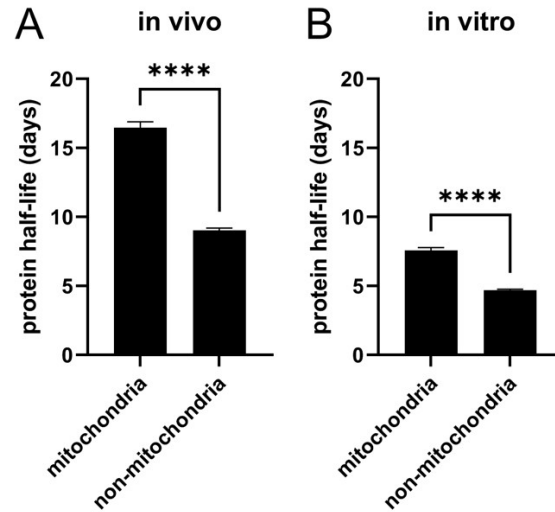 A
in vivo
protein half-life (days)
20
15
10
5
0
****
mitochondria
non-mitochondria
B
in vitro
protein half-life (days)
20
15
10
5
0
****
mitochondria
non-mitochondria